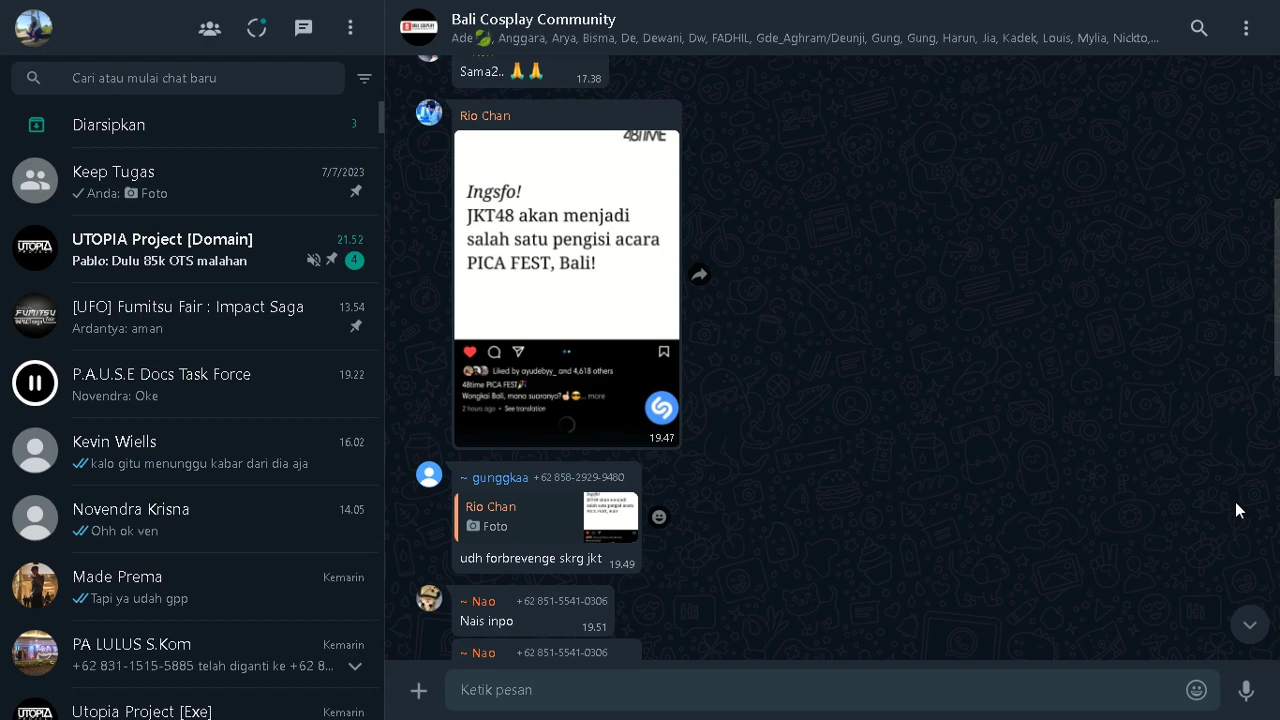 Bali Cosplay Community
Ade🍃, Anggara, Arya, Bisma, De, Dewani, Dw, FADHIL, Gde_Aghram/Deunji, Gung, Gung, Harun, Jia, Kadek, Louis, Mylia, Nickto,...
Cari atau mulai chat baru
Diarsipkan 3
Keep Tugas 7/7/2023
Anda: Foto
UTOPIA Project [Domain] 21.52
Pablo: Dulu 85k OTS malahan 4
[UFO] Fumitsu Fair : Impact Saga 13.54
Ardantya: aman
P.A.U.S.E Docs Task Force 19.22
Novendra: Oke
Kevin Wiells 16.02
kalo gitu menunggu kabar dari dia aja
Novendra Krisna 14.05
Ohh ok ven
Made Prema Kemarin
Tapi ya udah gpp
PA LULUS S.Kom Kemarin
+62 831-1515-5885 telah diganti ke +62 8...
Utopia Project [Exe] Kemarin
Sama2.. 🙏🙏 17.38
Rio Chan
48TIME
Ingsfo!
JKT48 akan menjadi
salah satu pengisi acara
PICA FEST, Bali!
Liked by ayudebyy_ and 4,618 others
48time PICA FEST🎉
Wongkai Bali, mana suaranyo?☝🏻😎... more
2 hours ago • See translation
19.47
~ gunggkaa +62 858-2929-9480
Rio Chan
Foto
udh forbrevenge skrg jkt 19.49
~ Nao +62 851-5541-0306
Nais inpo 19.51
~ Nao +62 851-5541-0306
Ketik pesan